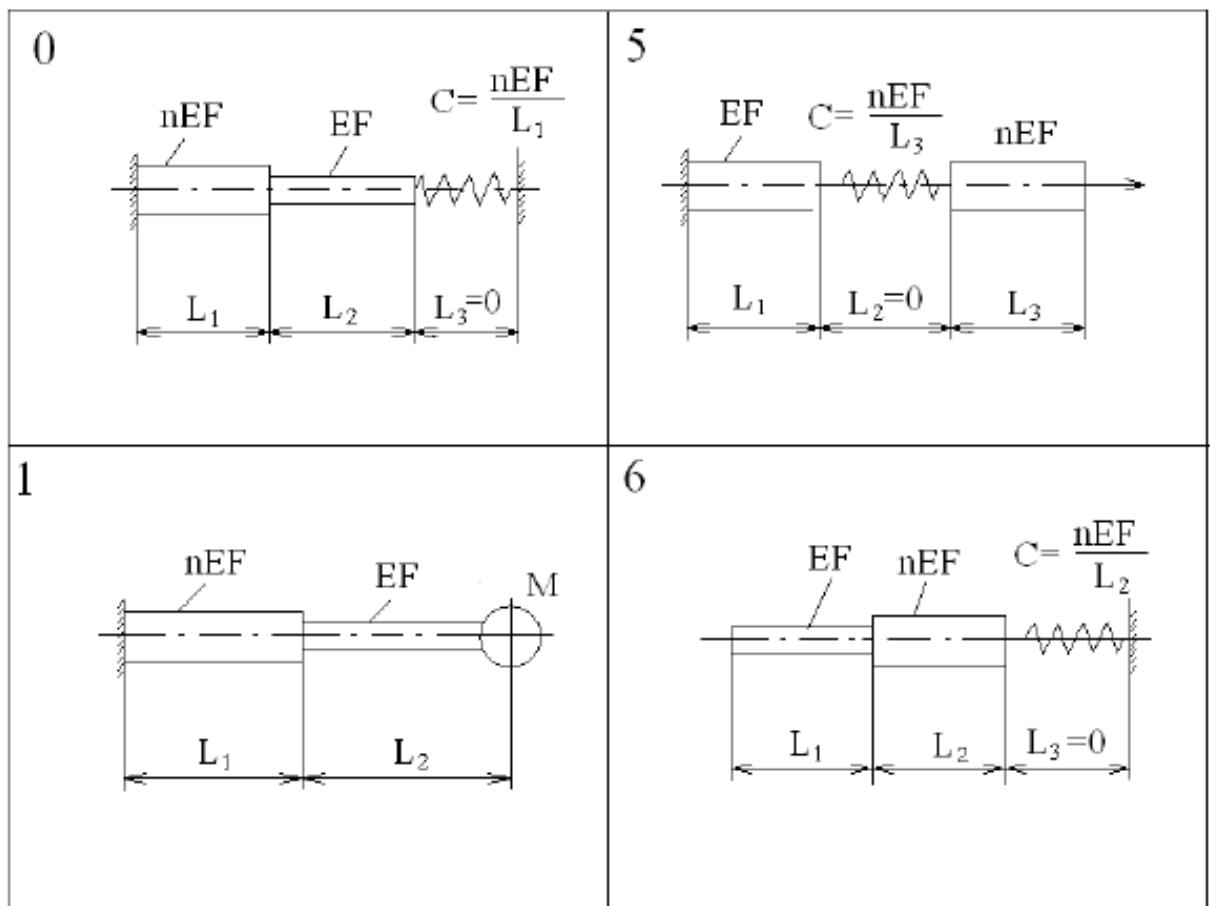 0
nEF
EF
C= nEF
L₁
L₁
L₂
L₃=0
5
EF
C= nEF
L₃
nEF
L₁
L₂=0
L₃
1
nEF
EF
M
L₁
L₂
6
EF
nEF
C= nEF
L₂
L₁
L₂
L₃=0